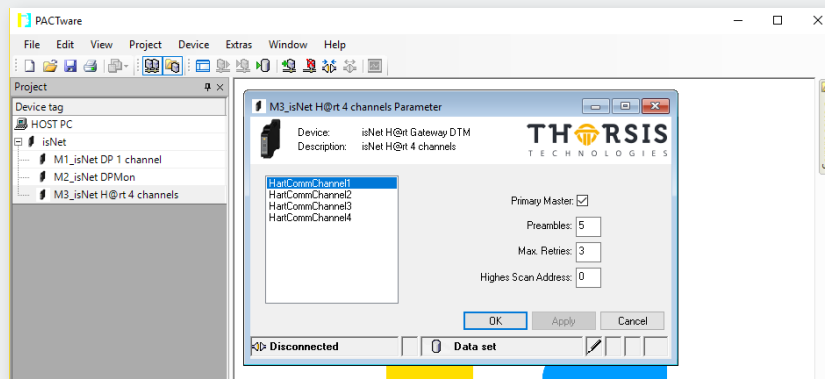 PACTware
File Edit View Project Device Extras Window Help
Project
Device tag
HOST PC
isNet
M1_isNet DP 1 channel
M2_isNet DPMon
M3_isNet H@rt 4 channels
M3_isNet H@rt 4 channels Parameter
Device: isNet H@rt Gateway DTM
Description: isNet H@rt 4 channels
THORSIS
TECHNOLOGIES
HartCommChannel1
HartCommChannel2
HartCommChannel3
HartCommChannel4
Primary Master:
Preambles: 5
Max. Retries: 3
Highes Scan Address: 0
OK Apply Cancel
Disconnected Data set